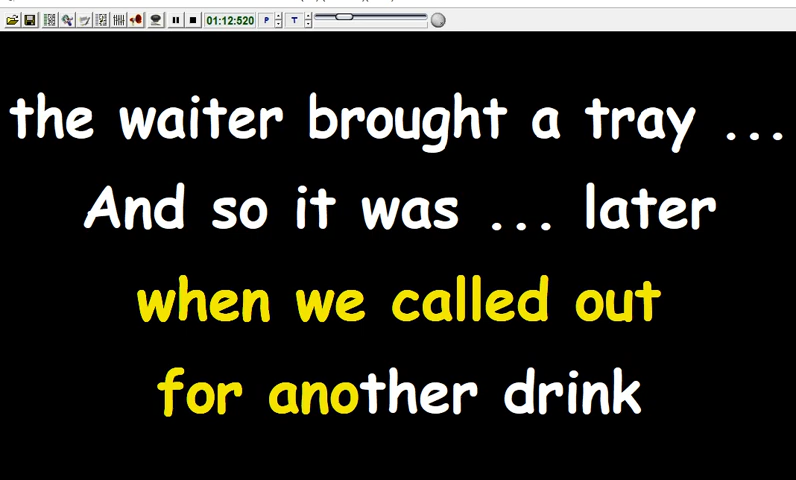 01:12:520 P T
the waiter brought a tray ...
And so it was ... later
when we called out
for another drink